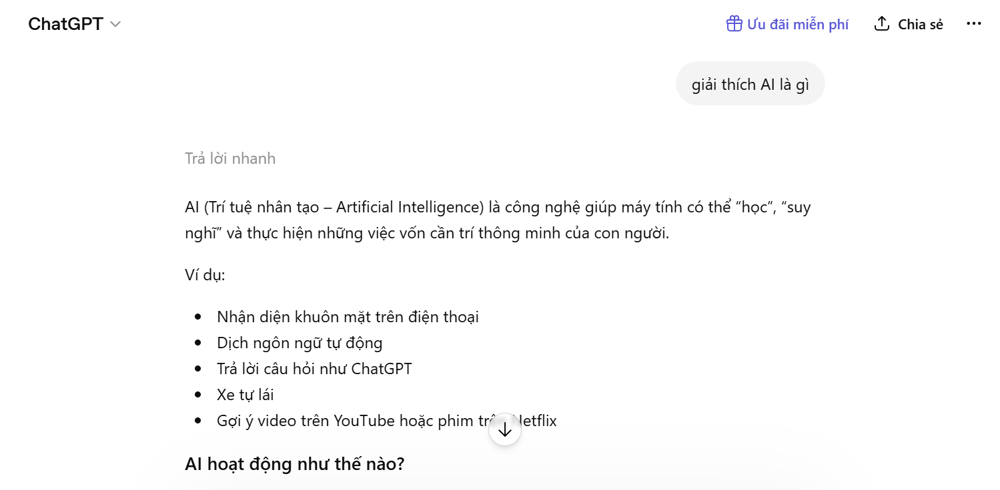 ChatGPT
Ưu đãi miễn phí
Chia sẻ
giải thích AI là gì
Trả lời nhanh
AI (Trí tuệ nhân tạo – Artificial Intelligence) là công nghệ giúp máy tính có thể “học”, “suy
nghĩ” và thực hiện những việc vốn cần trí thông minh của con người.
Ví dụ:
Nhận diện khuôn mặt trên điện thoại
Dịch ngôn ngữ tự động
Trả lời câu hỏi như ChatGPT
Xe tự lái
Gợi ý video trên YouTube hoặc phim trên Netflix
AI hoạt động như thế nào?